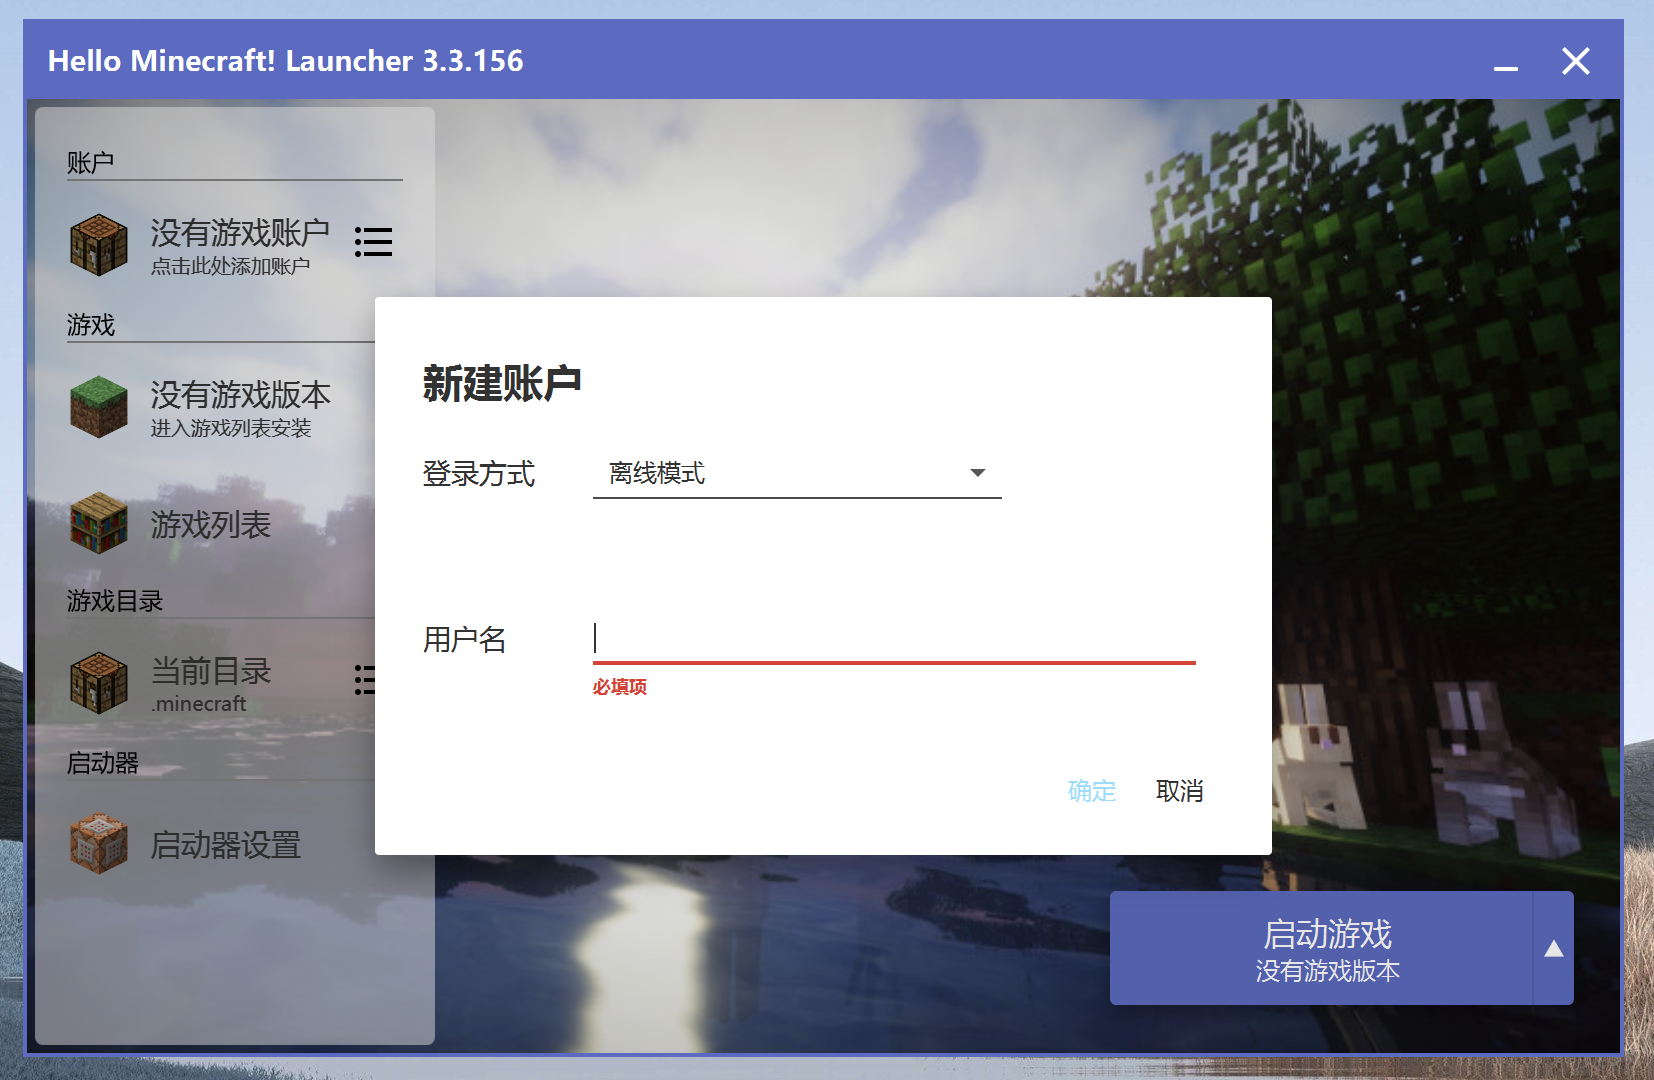 Hello Minecraft! Launcher 3.3.156
账户
没有游戏账户
点击此处添加账户
游戏
没有游戏版本
进入游戏列表安装
游戏列表
游戏目录
当前目录
.minecraft
启动器
启动器设置
新建账户
登录方式 离线模式
用户名
必填项
确定 取消
启动游戏
没有游戏版本